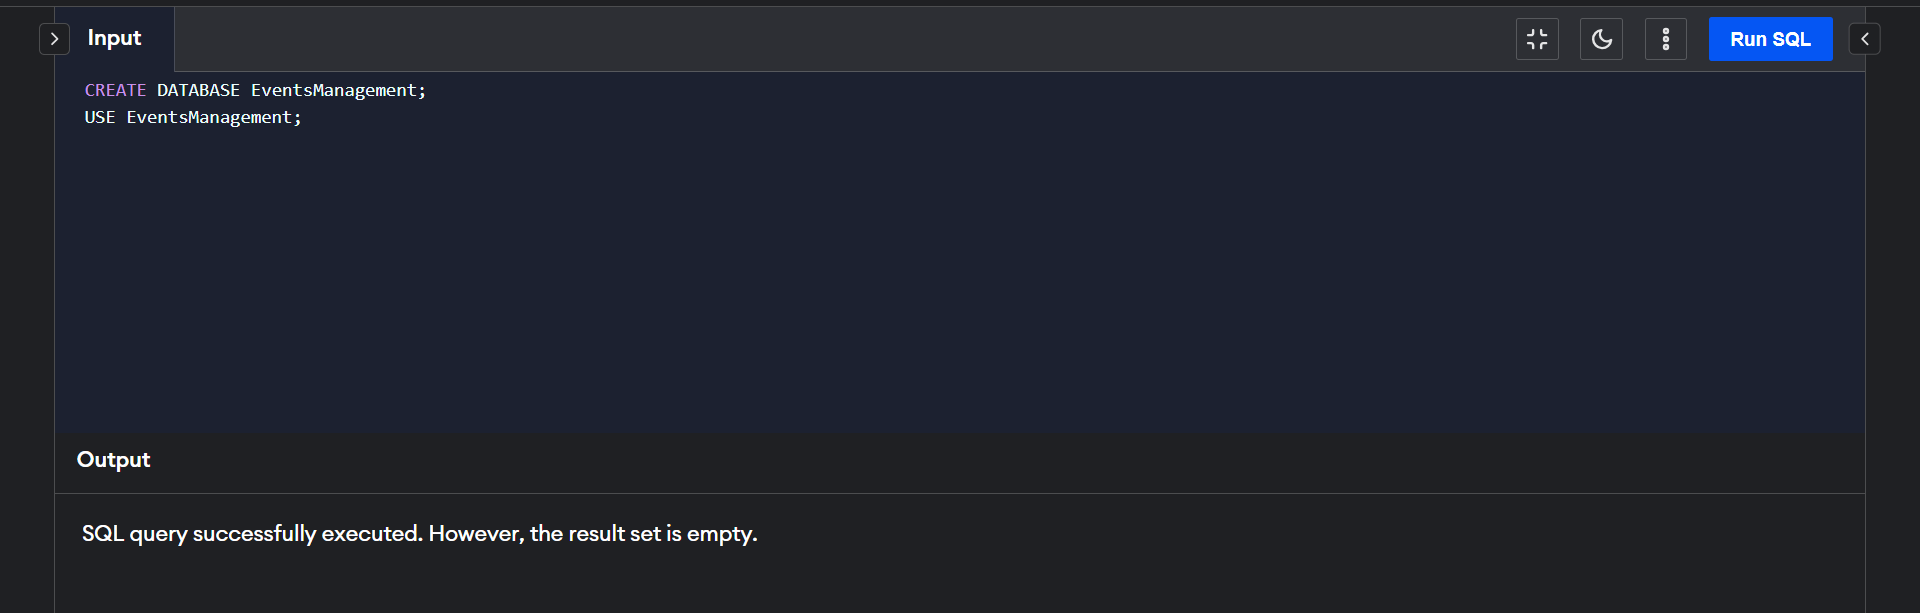 Input
Run SQL
CREATE DATABASE EventsManagement;
USE EventsManagement;
Output
SQL query successfully executed. However, the result set is empty.